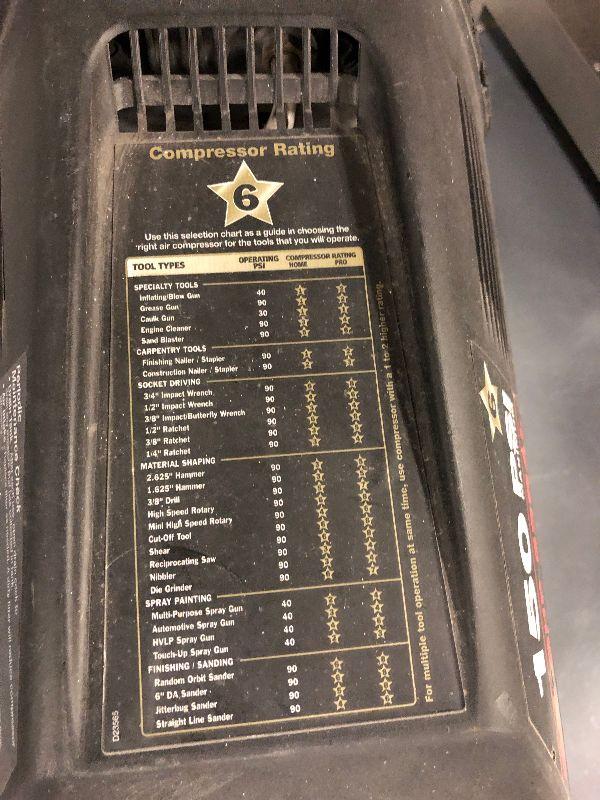 Compressor Rating
6
Use this selection chart as a guide in choosing the
right air compressor for the tools that you will operate.
TOOL TYPES OPERATING PSI COMPRESSOR RATING HOME PRO
SPECIALTY TOOLS
Inflating/Blow Gun 40
Grease Gun 90
Caulk Gun 30
Engine Cleaner 90
Sand Blaster 90
CARPENTRY TOOLS
Finishing Nailer / Stapler 90
Construction Nailer / Stapler 90
SOCKET DRIVING
3/4" Impact Wrench 90
1/2" Impact Wrench 90
3/8" Impact/Butterfly Wrench 90
1/2" Ratchet 90
3/8" Ratchet 90
1/4" Ratchet 90
MATERIAL SHAPING
2.625" Hammer 90
1.625" Hammer 90
3/8" Drill 90
High Speed Rotary 90
Mini High Speed Rotary 90
Cut-Off Tool 90
Shear 90
Reciprocating Saw 90
Nibbler 90
Die Grinder 90
SPRAY PAINTING
Multi-Purpose Spray Gun 40
Automotive Spray Gun 40
HVLP Spray Gun 40
Touch-Up Spray Gun 40
FINISHING / SANDING
Random Orbit Sander 90
6" DA Sander 90
Jitterbug Sander 90
Straight Line Sander 90
For multiple tool operation at same time, use compressor with a 1 to 2 higher rating.
D23565
6
150 PSI